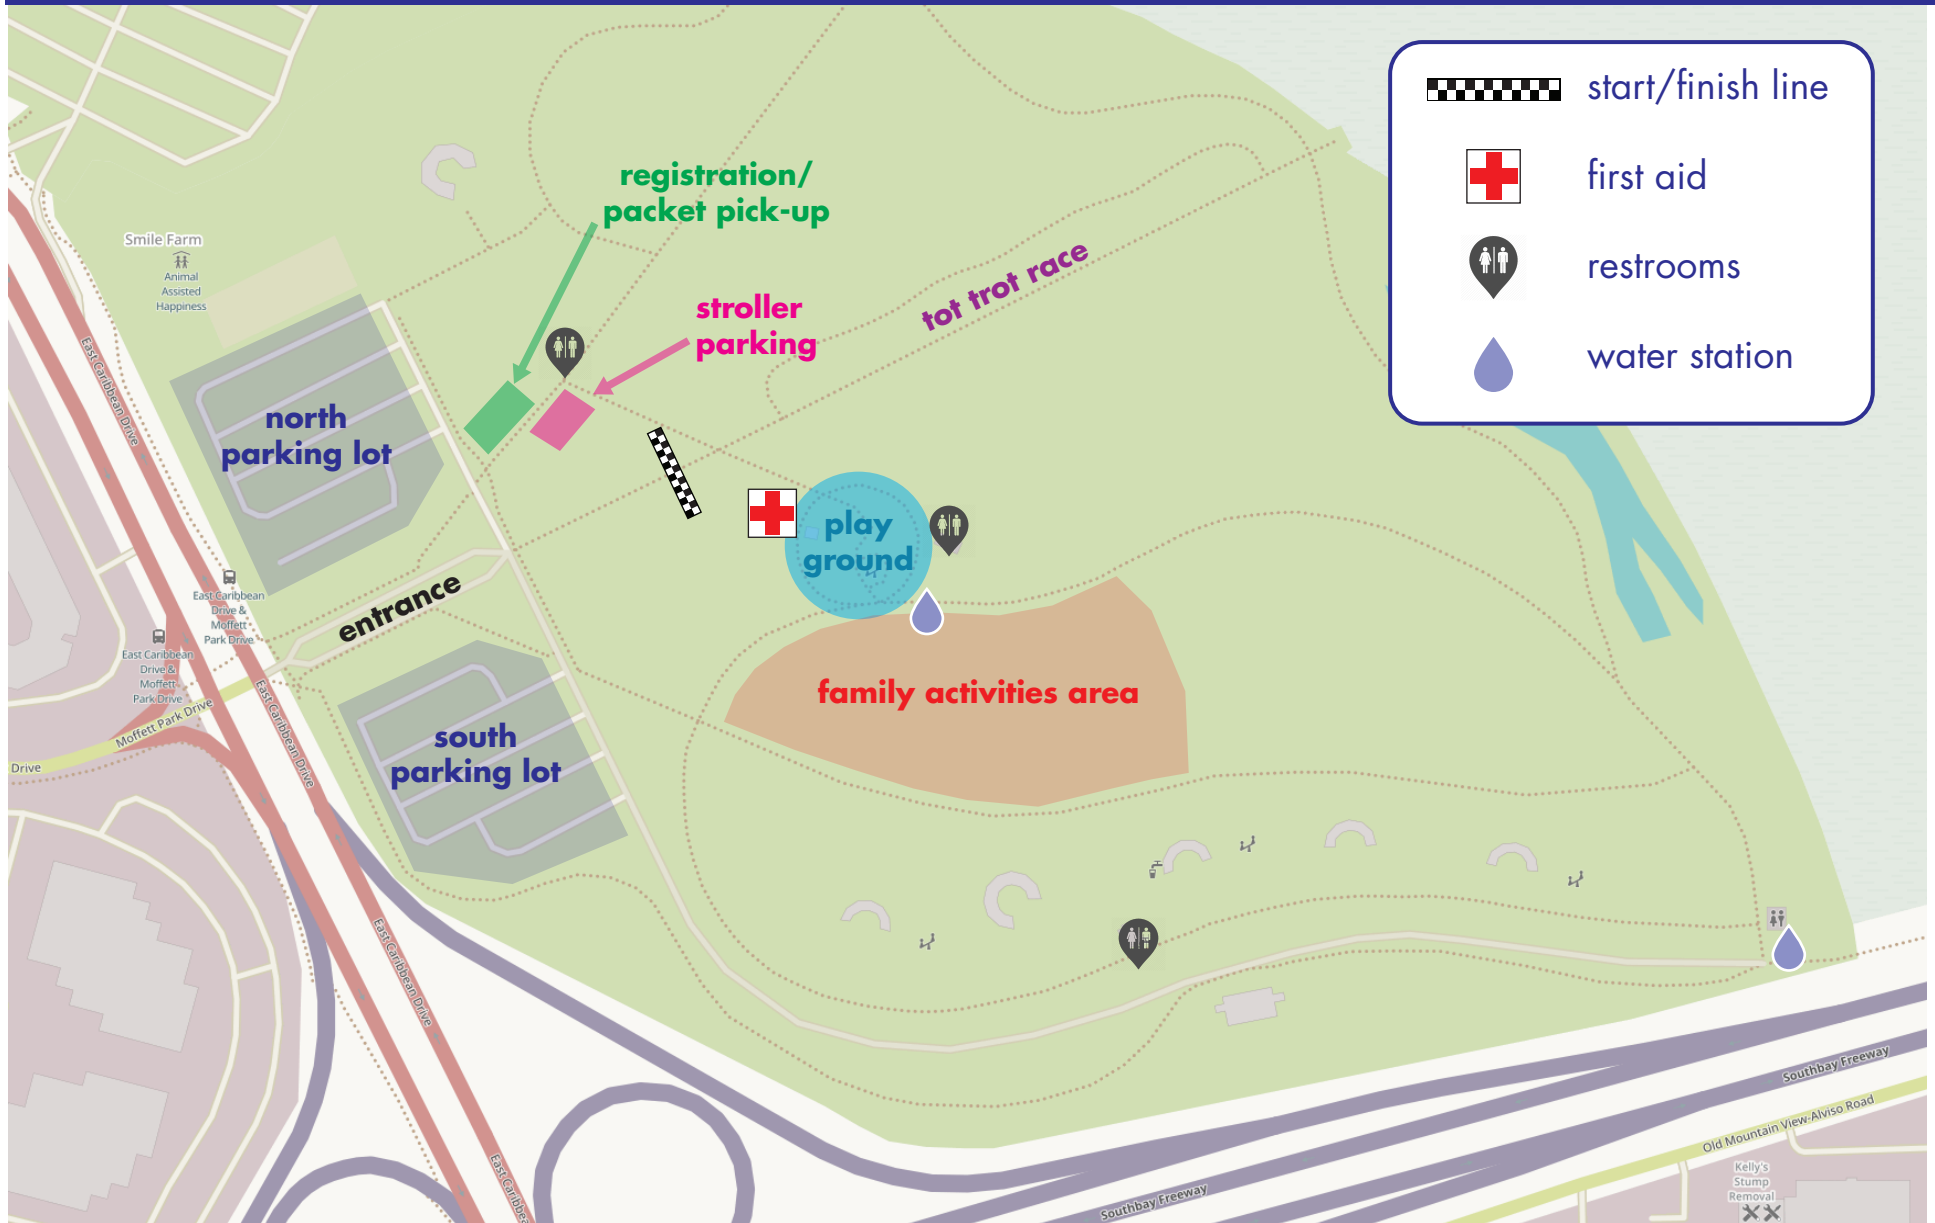 start/finish line
first aid
restrooms
water station
registration/
packet pick-up
stroller
parking
tot trot race
Smile Farm
Animal
Assisted
Happiness
East Caribbean Drive
north
parking lot
play
ground
entrance
East Caribbean
Drive &
Moffett
Park Drive
East Caribbean
Drive &
Moffett
Park Drive
Moffett Park Drive
East Caribbean Drive
Drive
family activities area
south
parking lot
East Caribbean Drive
East Caribbea
Southbay Freeway
Southbay Freeway
Old Mountain View-Alviso Road
Kelly's
Stump
Removal